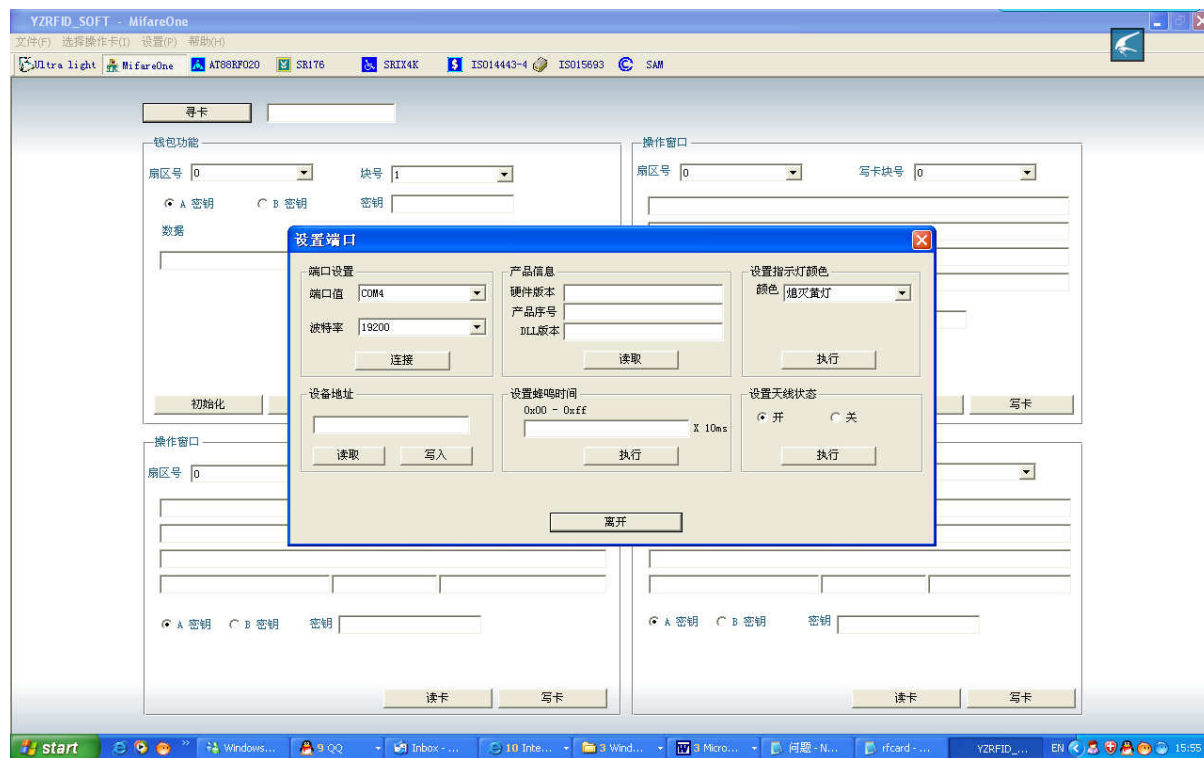 YZRFID_SOFT - MifareOne
文件(F) 选择操作卡(I) 设置(P) 帮助(H)
Ultra light MifareOne AT88RF020 SR176 SRIX4K ISO14443-4 ISO15693 SAM
寻卡
钱包功能
扇区号 0 块号 1
A 密钥 B 密钥 密钥
数据
初始化
操作窗口
扇区号 0 写卡块号 0
写卡
设置端口
端口设置
端口值 COM4
波特率 19200
连接
产品信息
硬件版本
产品序号
DLL版本
读取
设置指示灯颜色
颜色 熄灭黄灯
执行
设备地址
读取 写入
设置蜂鸣时间
0x00 - 0xff
X 10ms
执行
设置天线状态
开 关
执行
离开
操作窗口
扇区号 0
A 密钥 B 密钥 密钥
读卡 写卡
A 密钥 B 密钥 密钥
读卡 写卡
start Windows... 9 QQ Inbox - ... 10 Inte... 3 Wind... 3 Micro... 问题 - N... rfcard - ... YZRFID_... EN 15:55